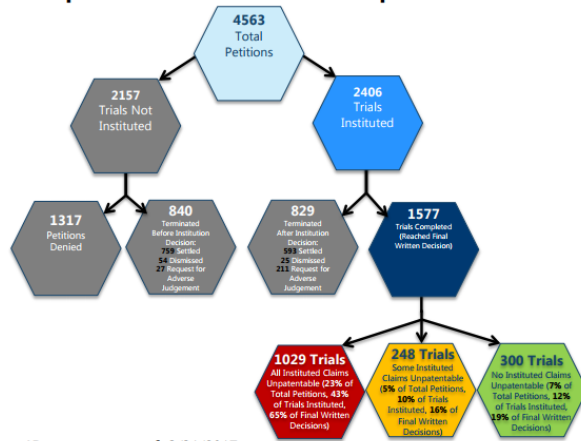 4563
Total
Petitions
2157
Trials Not
Instituted
2406
Trials
Instituted
1317
Petitions
Denied
840
Terminated
Before Institution
Decision:
759 Settled
54 Dismissed
27 Request for
Adverse
Judgement
829
Terminated
After Institution
Decision:
593 Settled
25 Dismissed
211 Request for
Adverse
Judgement
1577
Trials Completed
(Reached Final
Written Decision)
1029 Trials
All Instituted Claims
Unpatentable (23% of
Total Petitions, 43%
of Trials Instituted,
65% of Final Written
Decisions)
248 Trials
Some Instituted
Claims Unpatentable
(5% of Total Petitions,
10% of Trials
Instituted, 16% of
Final Written
Decisions)
300 Trials
No Instituted Claims
Unpatentable (7% of
Total Petitions, 12%
of Trials Instituted,
19% of Final Written
Decisions)